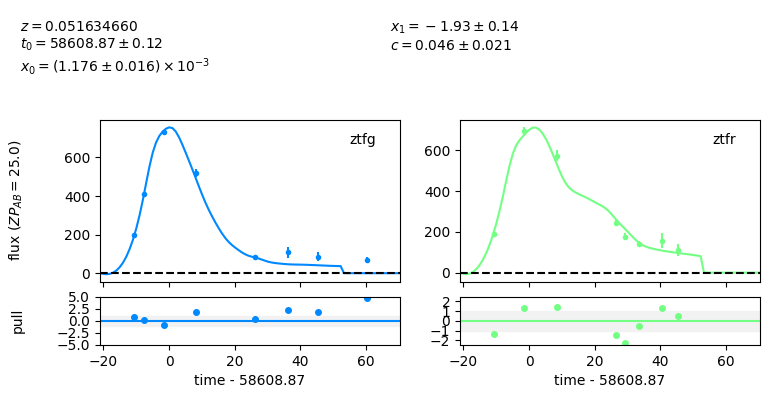 z = 0.051634660
t₀ = 58608.87 ± 0.12
x₀ = (1.176 ± 0.016) × 10⁻³
x₁ = −1.93 ± 0.14
c = 0.046 ± 0.021
flux (ZP_AB = 25.0)
600
400
200
0
ztfg
600
400
200
0
ztfr
pull
5.0
2.5
0.0
−2.5
−5.0
−20 0 20 40 60
time - 58608.87
2
1
0
−1
−2
−20 0 20 40 60
time - 58608.87